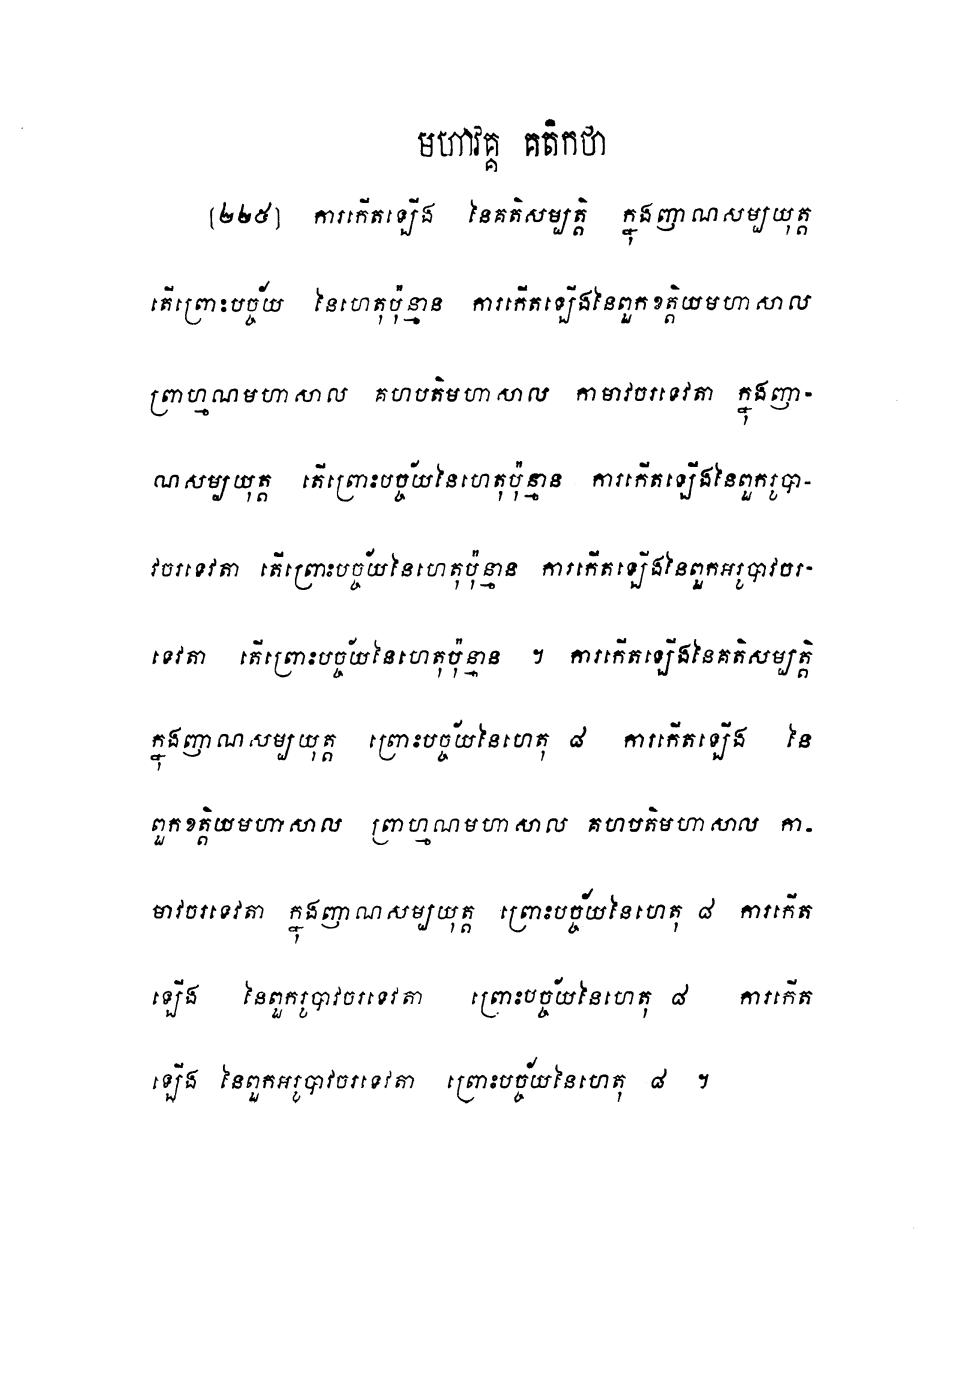 មហាវគ្គ គតិកថា
(២២៥) ការកើតឡើង នៃគតិសម្បត្តិ ក្នុងញាណសម្បយុត្ត
តើព្រោះបច្ច័យ នៃហេតុប៉ុន្មាន ការកើតឡើងនៃពួកខត្តិយមហាសាល
ព្រាហ្មណមហាសាល គហបតិមហាសាល កាមាវចរទេវតា ក្នុងញា-
ណសម្បយុត្ត តើព្រោះបច្ច័យនៃហេតុប៉ុន្មាន ការកើតឡើងនៃពួករូបា-
វចរទេវតា តើព្រោះបច្ច័យនៃហេតុប៉ុន្មាន ការកើតឡើងនៃពួកអរូបាវចរ-
ទេវតា តើព្រោះបច្ច័យនៃហេតុប៉ុន្មាន ។ ការកើតឡើងនៃគតិសម្បត្តិ
ក្នុងញាណសម្បយុត្ត ព្រោះបច្ច័យនៃហេតុ ៨ ការកើតឡើង នៃ
ពួកខត្តិយមហាសាល ព្រាហ្មណមហាសាល គហបតិមហាសាល កា-
មាវចរទេវតា ក្នុងញាណសម្បយុត្ត ព្រោះបច្ច័យនៃហេតុ ៨ ការកើត
ឡើង នៃពួករូបាវចរទេវតា ព្រោះបច្ច័យនៃហេតុ ៨ ការកើត
ឡើង នៃពួកអរូបាវចរទេវតា ព្រោះបច្ច័យនៃហេតុ ៨ ។